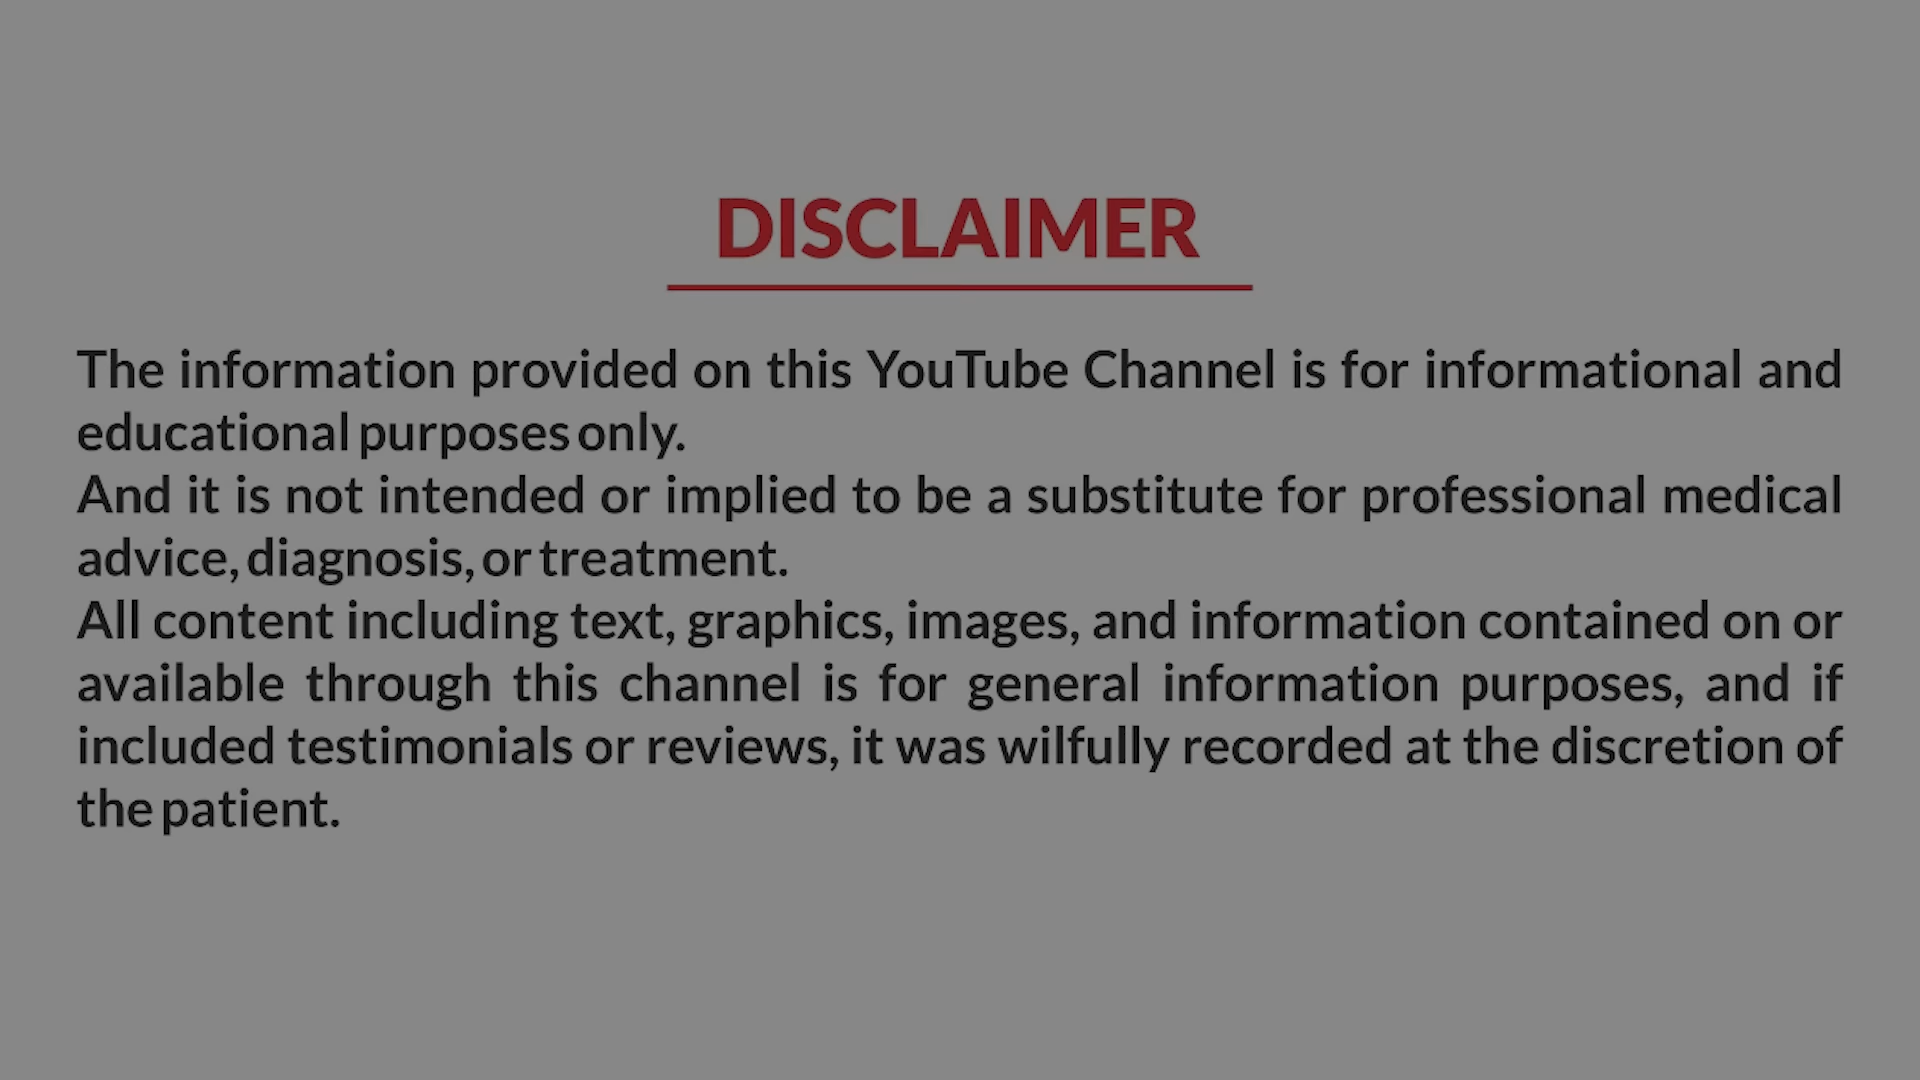 DISCLAIMER
The information provided on this YouTube Channel is for informational and
educational purposes only.
And it is not intended or implied to be a substitute for professional medical
advice, diagnosis, or treatment.
All content including text, graphics, images, and information contained on or
available through this channel is for general information purposes, and if
included testimonials or reviews, it was wilfully recorded at the discretion of
the patient.